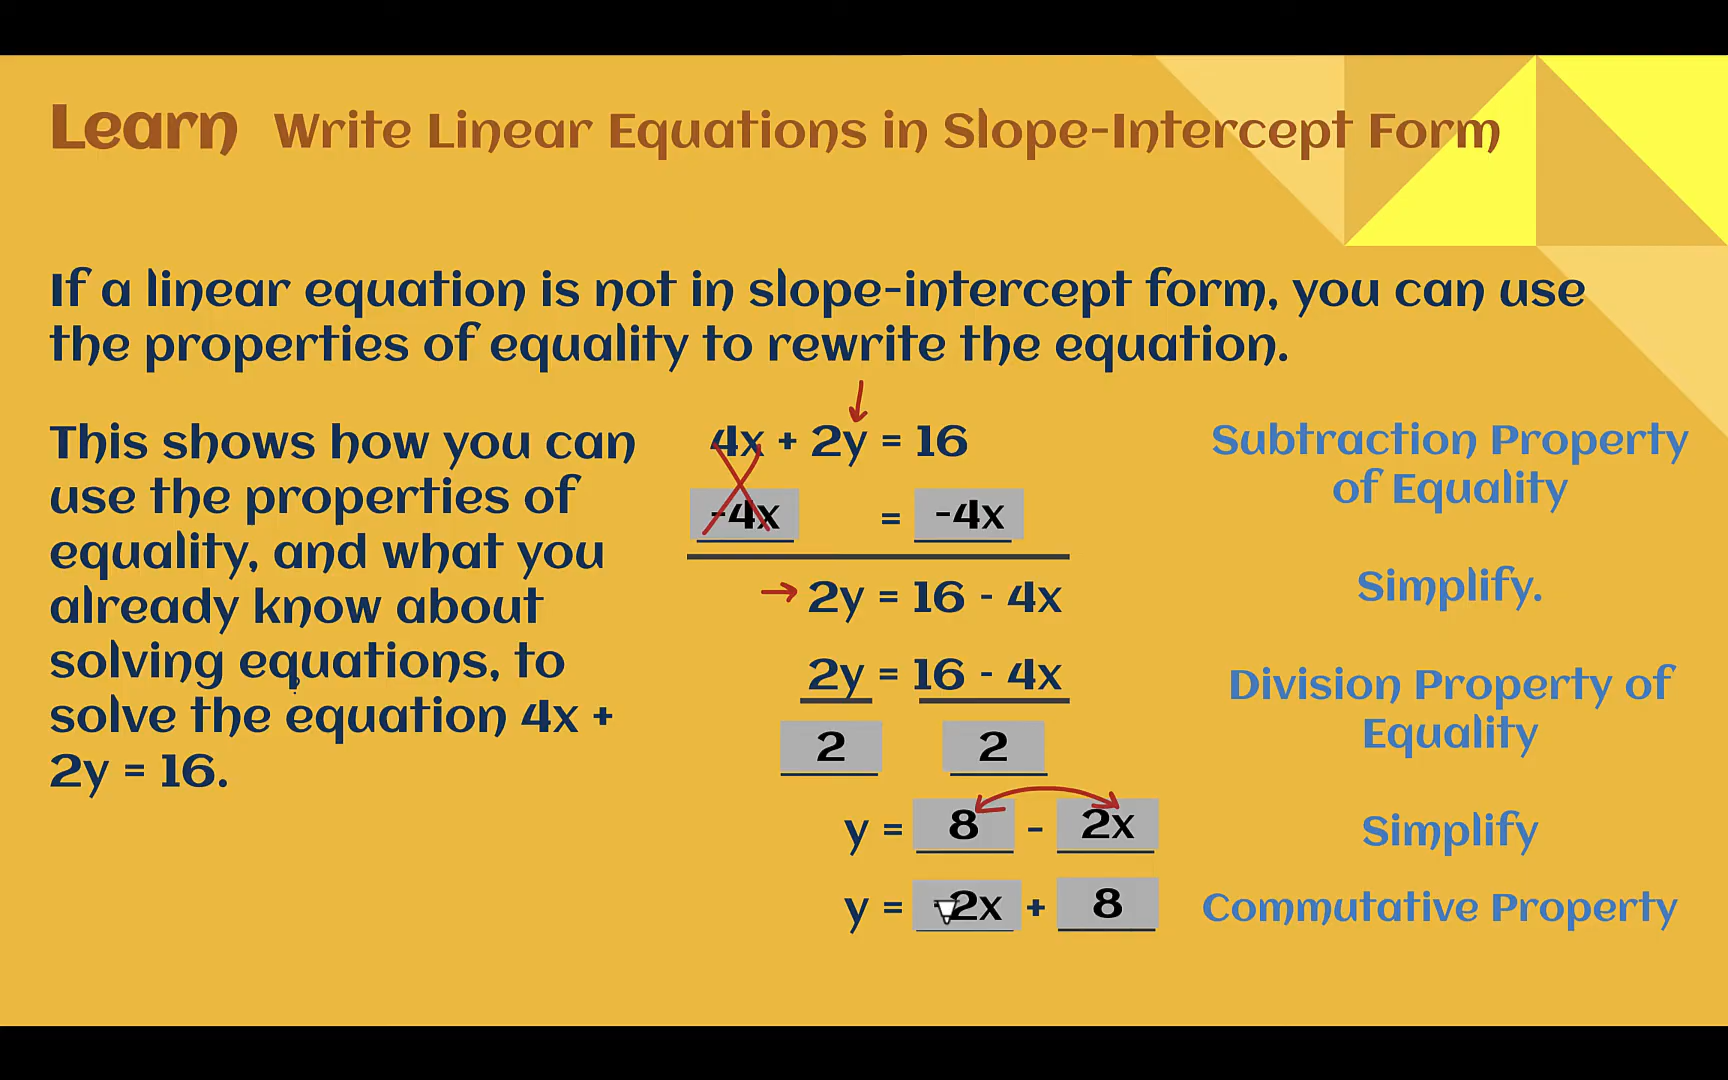 Learn Write Linear Equations in Slope-Intercept Form
If a linear equation is not in slope-intercept form, you can use
the properties of equality to rewrite the equation.
This shows how you can
use the properties of
equality, and what you
already know about
solving equations, to
solve the equation 4x +
2y = 16.
4x + 2y = 16
-4x = -4x
2y = 16 - 4x
2y = 16 - 4x
2 2
y = 8 - 2x
y = -2x + 8
Subtraction Property
of Equality
Simplify.
Division Property of
Equality
Simplify
Commutative Property